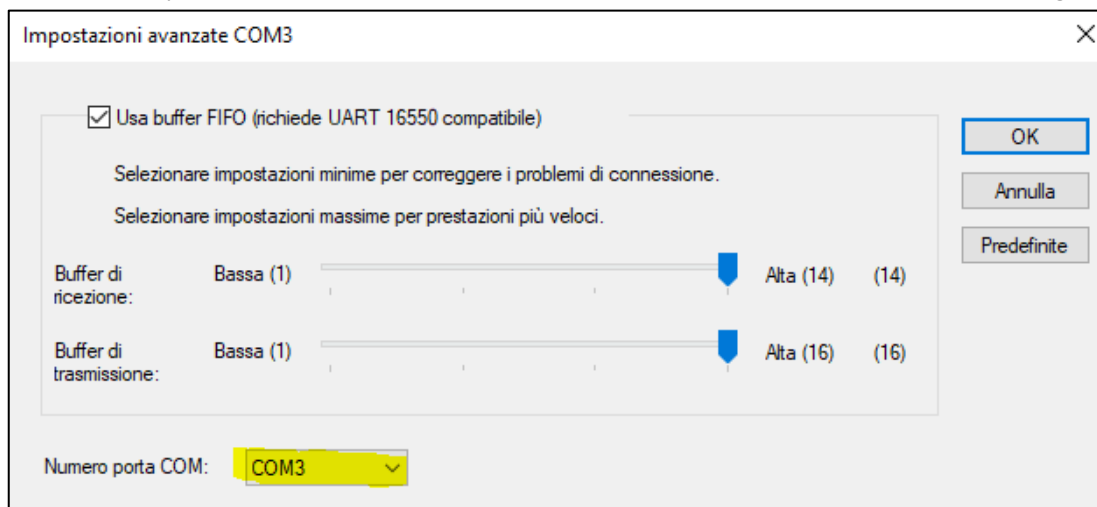 Impostazioni avanzate COM3
Usa buffer FIFO (richiede UART 16550 compatibile)
OK
Selezionare impostazioni minime per correggere i problemi di connessione.
Annulla
Selezionare impostazioni massime per prestazioni più veloci.
Predefinite
Buffer di ricezione:
Bassa (1)
Alta (14)
(14)
Buffer di trasmissione:
Bassa (1)
Alta (16)
(16)
Numero porta COM:
COM3